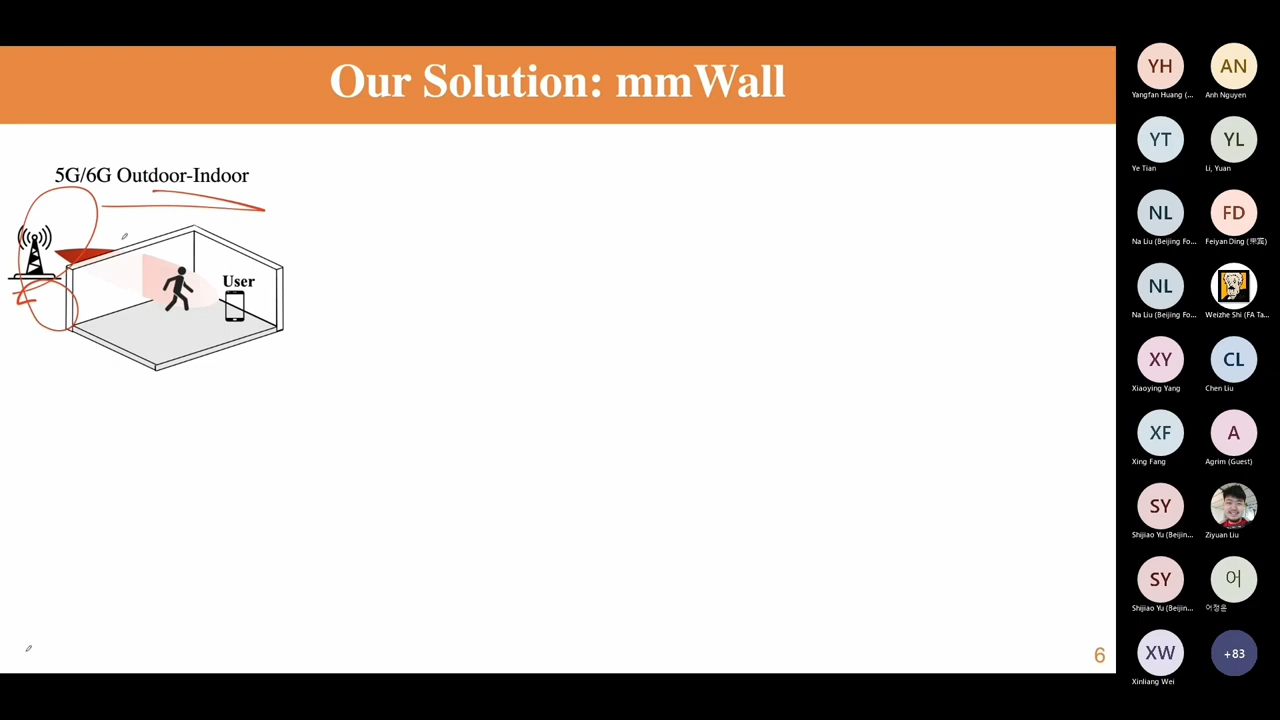 Our Solution: mmWall
5G/6G Outdoor-Indoor
User
6
YH
Yangfan Huang (...
AN
Anh Nguyen
YT
Ye Tian
YL
Li, Yuan
NL
Na Liu (Beijing Fo...
FD
Feiyan Ding (
NL
Na Liu (Beijing Fo...
Weizhe Shi (FA Ta...
XY
Xiaoying Yang
CL
Chen Liu
XF
Xing Fang
A
Agrim (Guest)
SY
Shijiao Yu (Beijin...
Ziyuan Liu
SY
Shijiao Yu (Beijin...
어
어정윤
XW
Xinliang Wei
+83